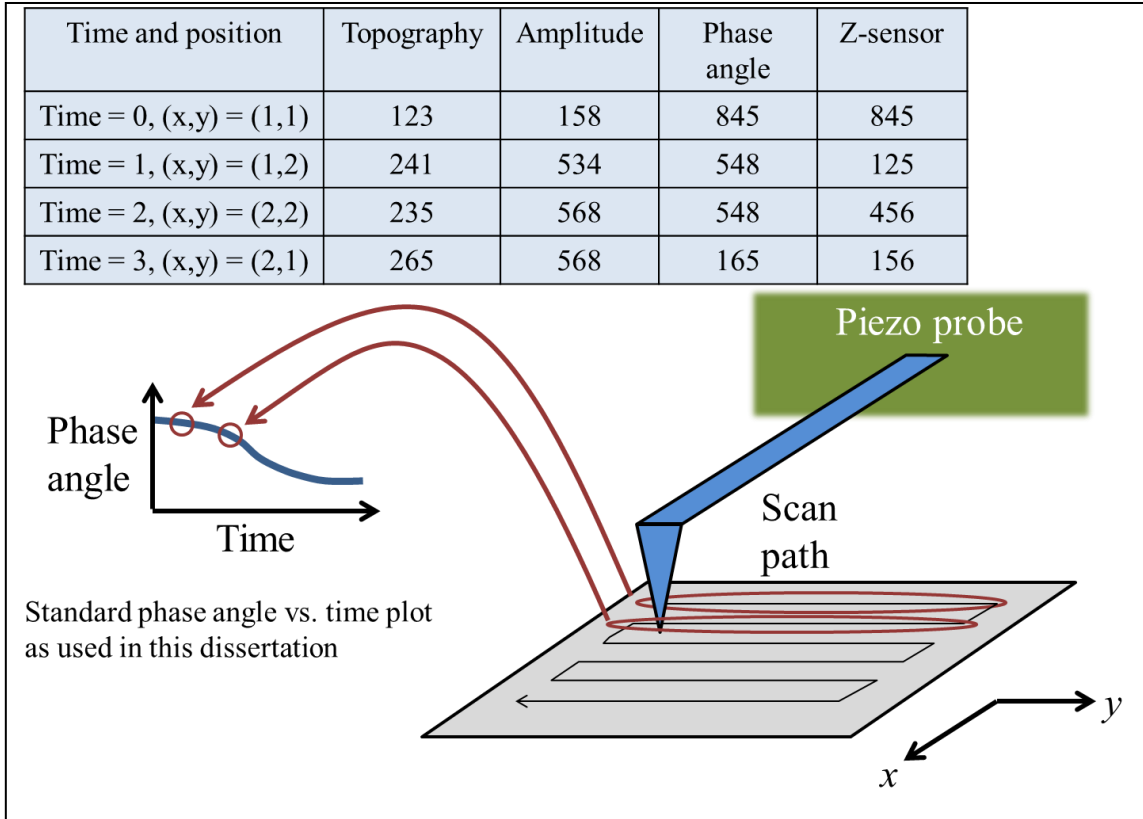 Time and position Topography Amplitude Phase angle Z-sensor
Time = 0, (x,y) = (1,1) 123 158 845 845
Time = 1, (x,y) = (1,2) 241 534 548 125
Time = 2, (x,y) = (2,2) 235 568 548 456
Time = 3, (x,y) = (2,1) 265 568 165 156
Piezo probe
Phase
angle
Time
Scan
path
Standard phase angle vs. time plot
as used in this dissertation
y
x